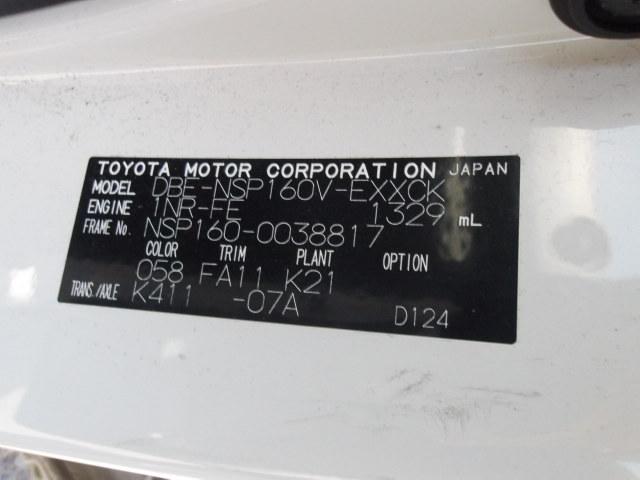 TOYOTA MOTOR CORPORATION JAPAN
MODEL DBE-NSP160V-EXXCK
ENGINE 1NR-FE 1329 mL
FRAME No. NSP160-0038817
COLOR TRIM PLANT OPTION
058 FA11 K21
TRANS./AXLE K411 -07A
D124